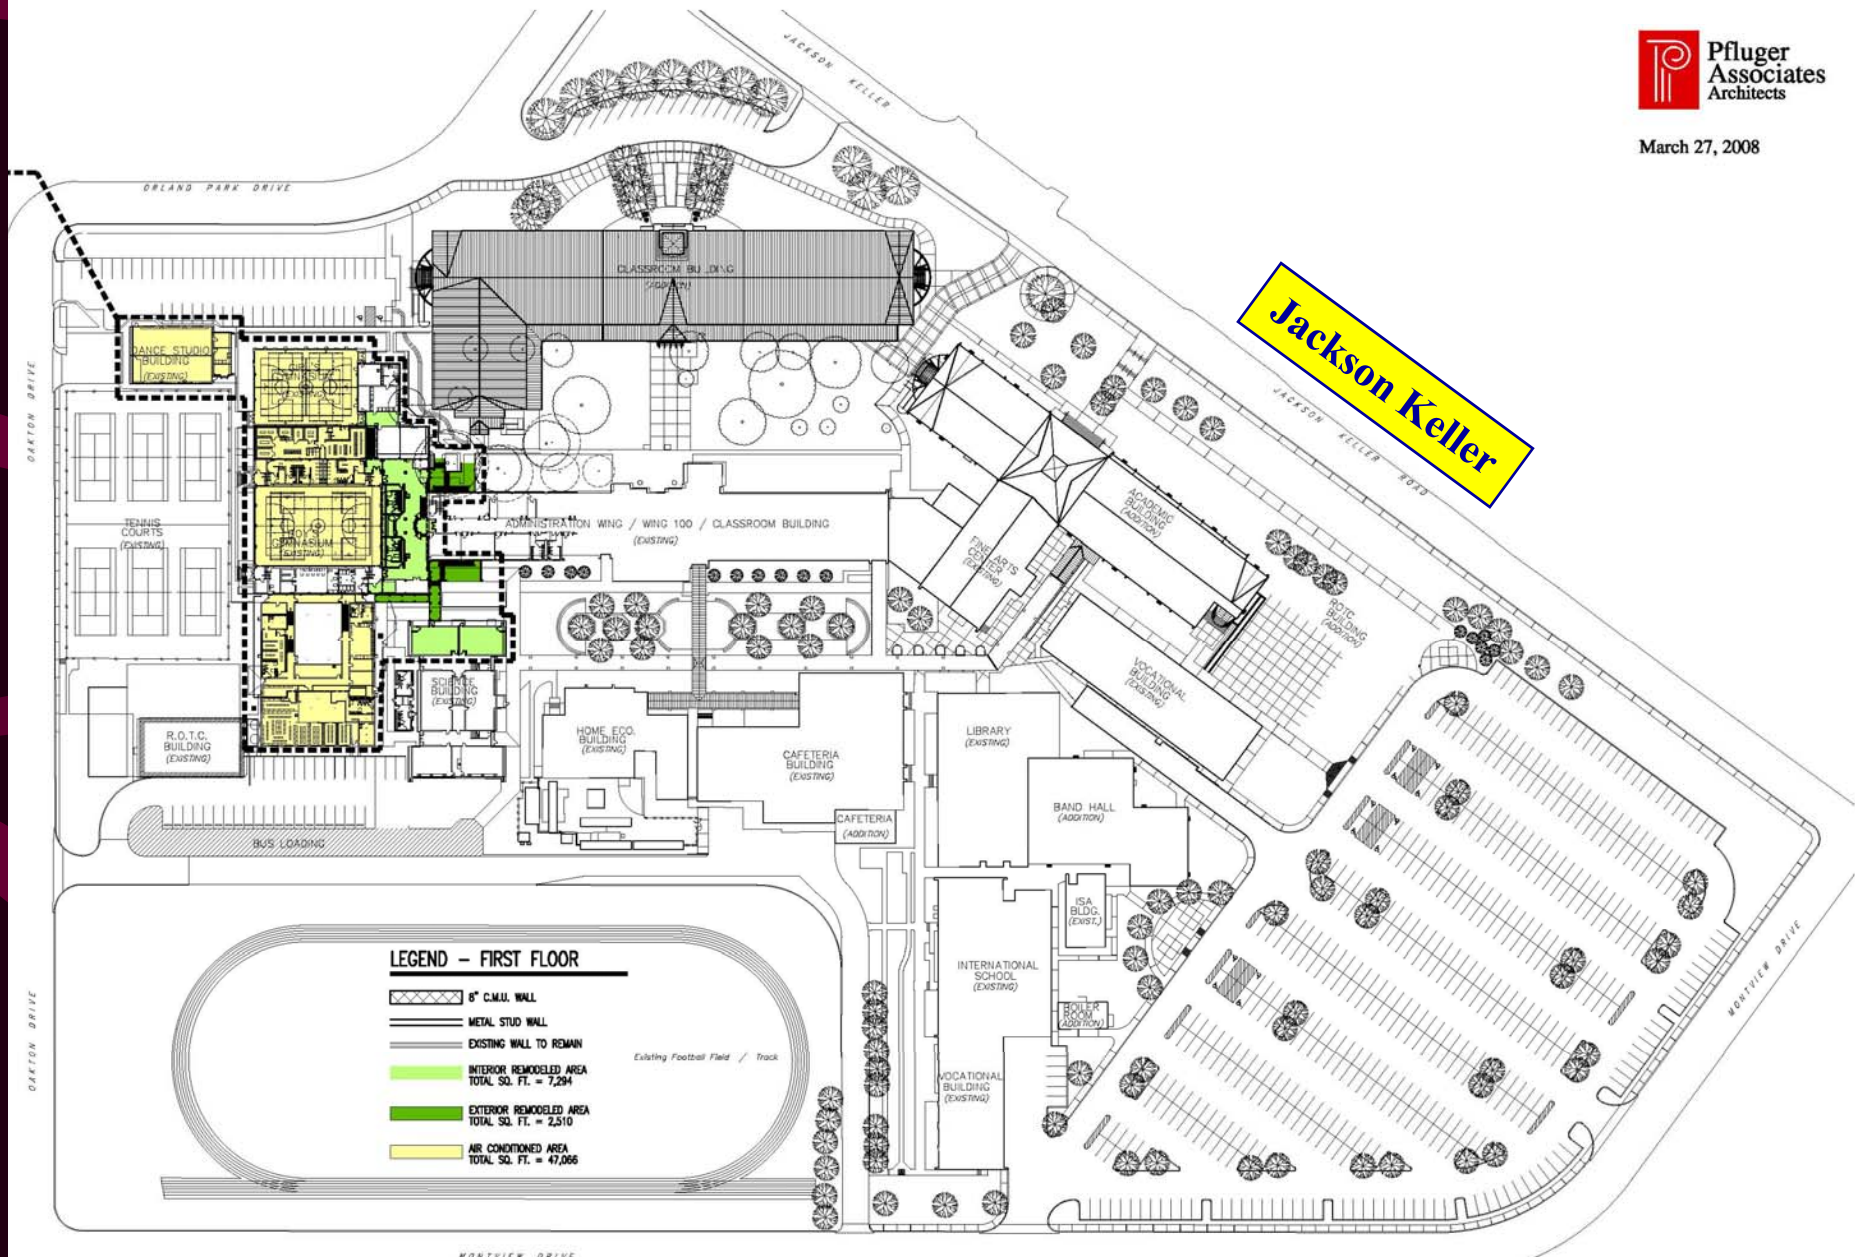 Pfluger
Associates
Architects
March 27, 2008
JACKSON KELLER
ORLAND PARK DRIVE
CLASSROOM BUILDING
(ADDITION)
Jackson Keller
JACKSON KELLER ROAD
OAKTON DRIVE
DANCE STUDIO
BUILDING
(EXISTING)
GIRLS
GYMNASIUM
(EXISTING)
TENNIS
COURTS
(EXISTING)
BOYS
GYMNASIUM
(EXISTING)
ADMINISTRATION WING / WING 100 / CLASSROOM BUILDING
(EXISTING)
FINE ARTS
CENTER
(EXISTING)
ACADEMIC
BUILDING
(ADDITION)
ROTC
BUILDING
(ADDITION)
VOCATIONAL
BUILDING
(EXISTING)
SCIENCE
BUILDING
(EXISTING)
R.O.T.C.
BUILDING
(EXISTING)
HOME ECO.
BUILDING
(EXISTING)
CAFETERIA
BUILDING
(EXISTING)
LIBRARY
(EXISTING)
BAND HALL
(ADDITION)
CAFETERIA
(ADDITION)
BUS LOADING
ISA
BLDG.
(EXIST.)
INTERNATIONAL
SCHOOL
(EXISTING)
BOILER
ROOM
(ADDITION)
VOCATIONAL
BUILDING
(EXISTING)
MONTVIEW DRIVE
OAKTON DRIVE
LEGEND – FIRST FLOOR
8" C.M.U. WALL
METAL STUD WALL
EXISTING WALL TO REMAIN
INTERIOR REMODELED AREA
TOTAL SQ. FT. = 7,294
EXTERIOR REMODELED AREA
TOTAL SQ. FT. = 2,510
AIR CONDITIONED AREA
TOTAL SQ. FT. = 47,066
Existing Football Field / Track
MONTVIEW DRIVE